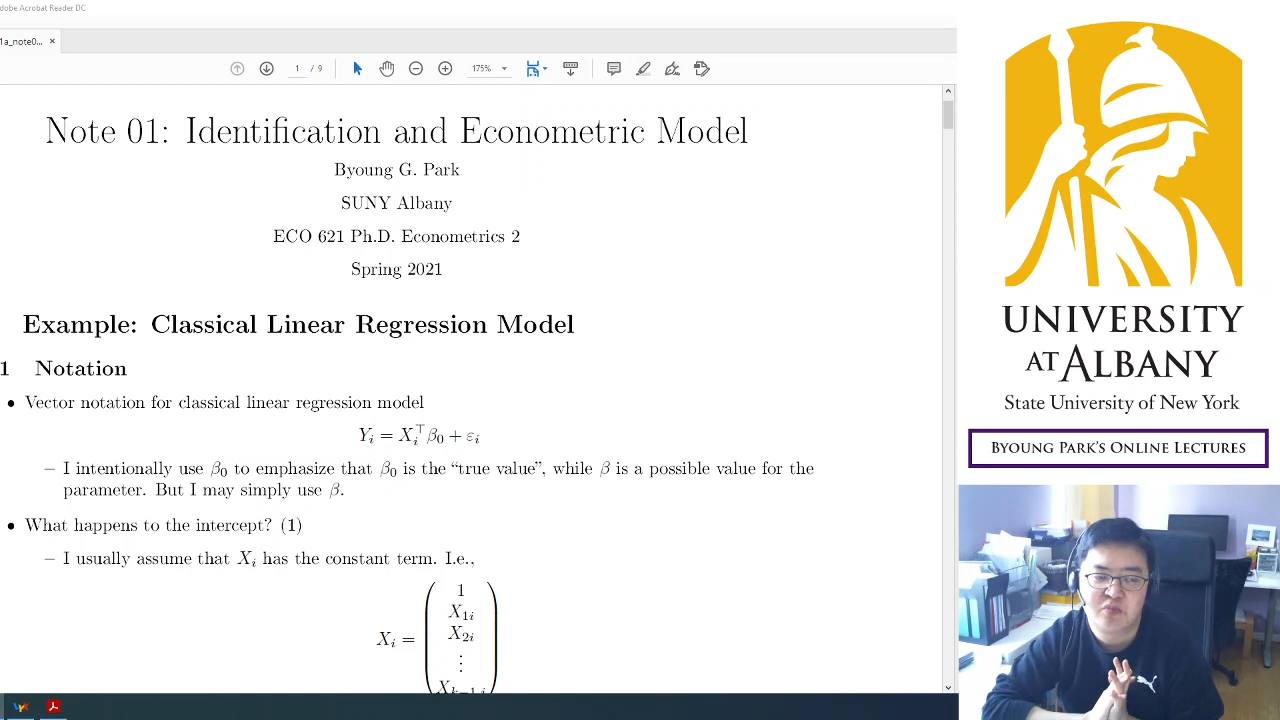 dobe Acrobat Reader DC
1a_note0... ×
1 / 9 175%
Note 01: Identification and Econometric Model
Byoung G. Park
SUNY Albany
ECO 621 Ph.D. Econometrics 2
Spring 2021
Example: Classical Linear Regression Model
1 Notation
• Vector notation for classical linear regression model
Yᵢ = Xᵢ⊤β₀ + εᵢ
– I intentionally use β₀ to emphasize that β₀ is the “true value”, while β is a possible value for the
parameter. But I may simply use β.
• What happens to the intercept? (1)
– I usually assume that Xᵢ has the constant term. I.e.,
1
X₁ᵢ
X₂ᵢ
Xᵢ =
⋮
Xₖ₋₁,ᵢ
UNIVERSITY
AT ALBANY
State University of New York
BYOUNG PARK'S ONLINE LECTURES